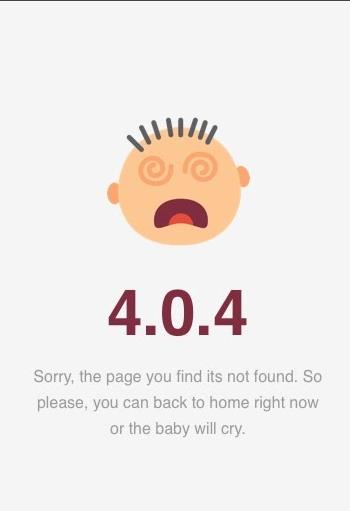 4.0.4
Sorry, the page you find its not found. So
please, you can back to home right now
or the baby will cry.